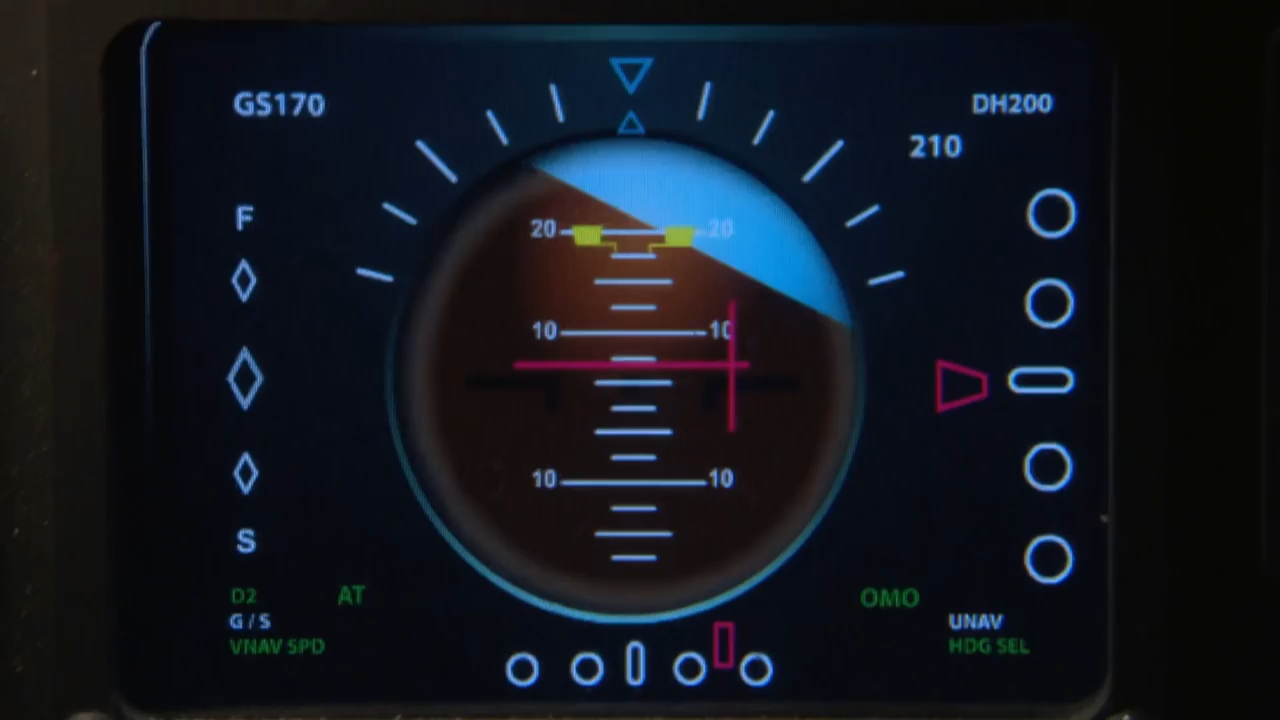 GS170
DH200
210
F
20 20
10 10
10 10
S
D2
AT
OMO
G / S
UNAV
VNAV SPD
HDG SEL